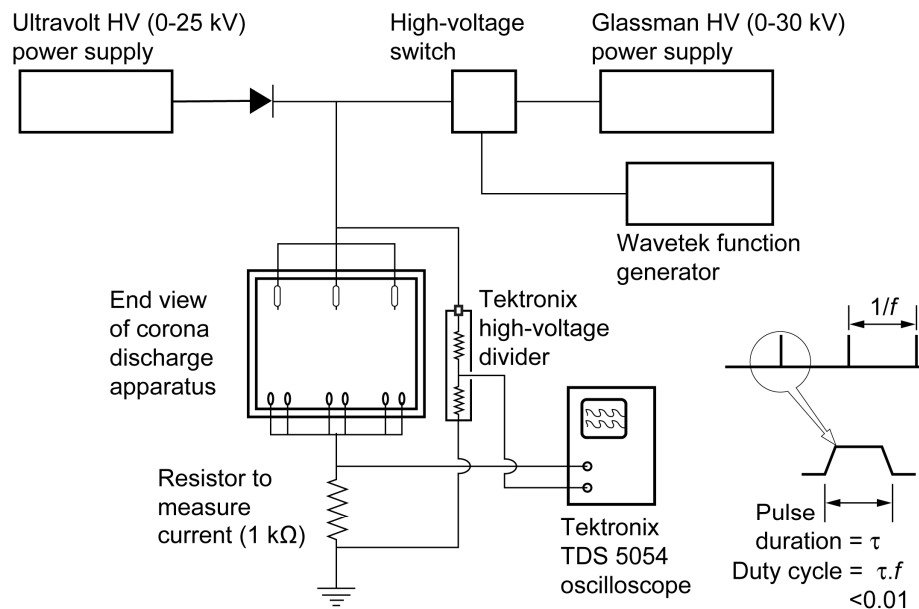 Ultravolt HV (0-25 kV)
power supply
High-voltage
switch
Glassman HV (0-30 kV)
power supply
Wavetek function
generator
End view
of corona
discharge
apparatus
Tektronix
high-voltage
divider
1/f
Resistor to
measure
current (1 kΩ)
Tektronix
TDS 5054
oscilloscope
Pulse
duration = τ
Duty cycle = τ.f
<0.01